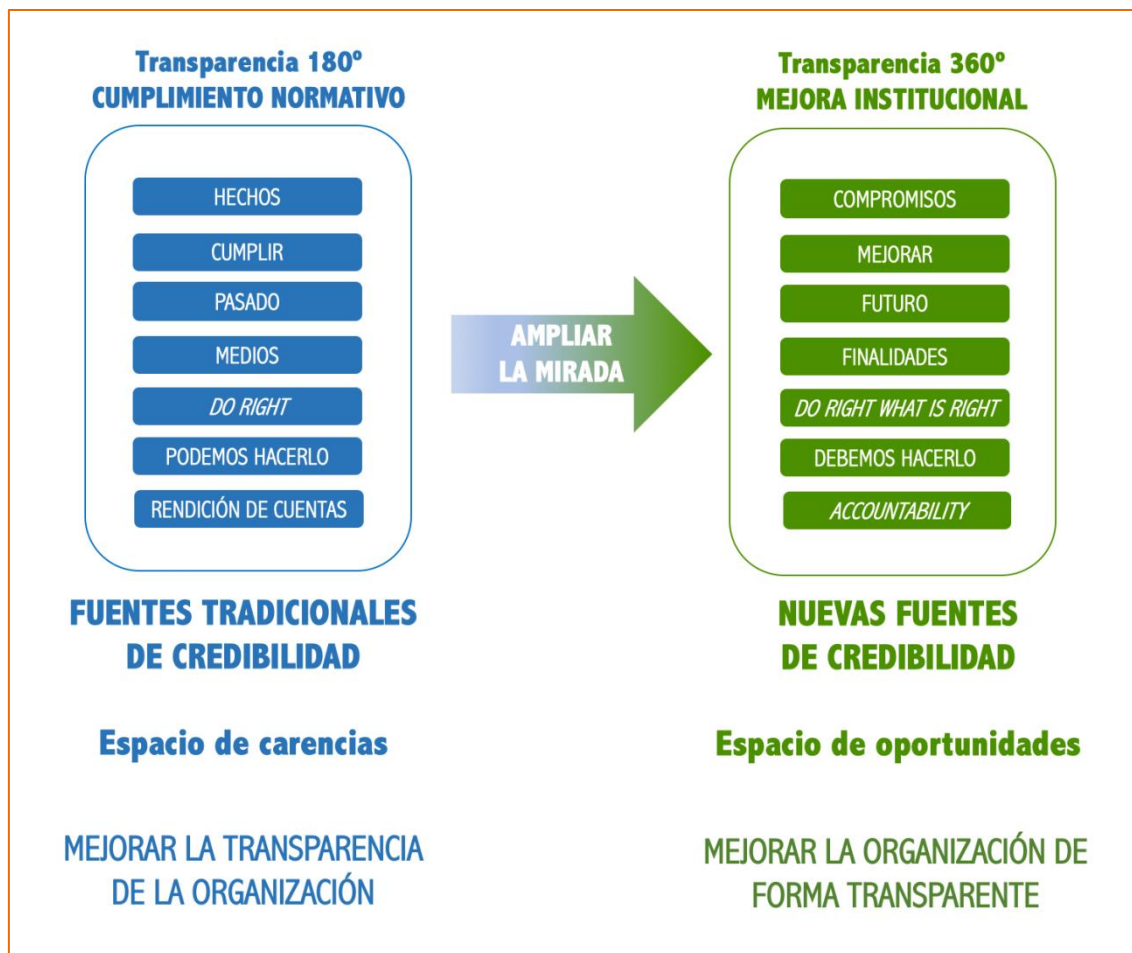 Transparencia 180º
CUMPLIMIENTO NORMATIVO
HECHOS
CUMPLIR
PASADO
MEDIOS
DO RIGHT
PODEMOS HACERLO
RENDICIÓN DE CUENTAS
FUENTES TRADICIONALES
DE CREDIBILIDAD
Espacio de carencias
MEJORAR LA TRANSPARENCIA
DE LA ORGANIZACIÓN
AMPLIAR
LA MIRADA
Transparencia 360º
MEJORA INSTITUCIONAL
COMPROMISOS
MEJORAR
FUTURO
FINALIDADES
DO RIGHT WHAT IS RIGHT
DEBEMOS HACERLO
ACCOUNTABILITY
NUEVAS FUENTES
DE CREDIBILIDAD
Espacio de oportunidades
MEJORAR LA ORGANIZACIÓN DE
FORMA TRANSPARENTE